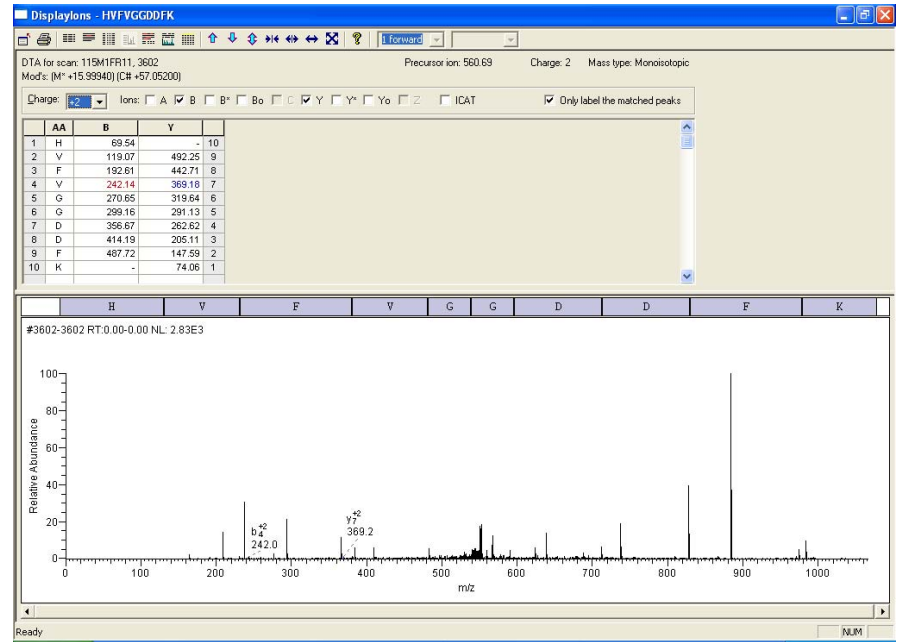 DisplayIons - HVFVGGDDFK
1 forward
DTA for scan: 115M1FR11, 3602 Precursor ion: 560.69 Charge: 2 Mass type: Monoisotopic
Mod's: (M* +15.99940) (C# +57.05200)
Charge: +2 Ions: A B B* Bo C Y Y* Yo Z ICAT Only label the matched peaks
AA B Y
1 H 69.54 - 10
2 V 119.07 492.25 9
3 F 192.61 442.71 8
4 V 242.14 369.18 7
5 G 270.65 319.64 6
6 G 299.16 291.13 5
7 D 356.67 262.62 4
8 D 414.19 205.11 3
9 F 487.72 147.59 2
10 K - 74.06 1
H V F V G G D D F K
#3602-3602 RT:0.00-0.00 NL: 2.83E3
100
80
60
40
20
0
Relative Abundance
b4+2
242.0
y7+2
369.2
0 100 200 300 400 500 600 700 800 900 1000
m/z
Ready NUM